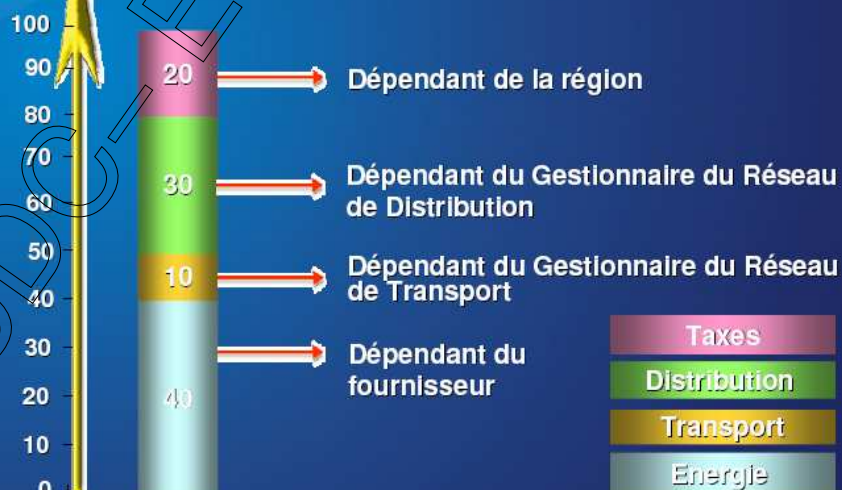 100
90
80
70
60
50
40
30
20
10
0
20
30
10
40
Dépendant de la région
Dépendant du Gestionnaire du Réseau
de Distribution
Dépendant du Gestionnaire du Réseau
de Transport
Dépendant du
fournisseur
Taxes
Distribution
Transport
Energie